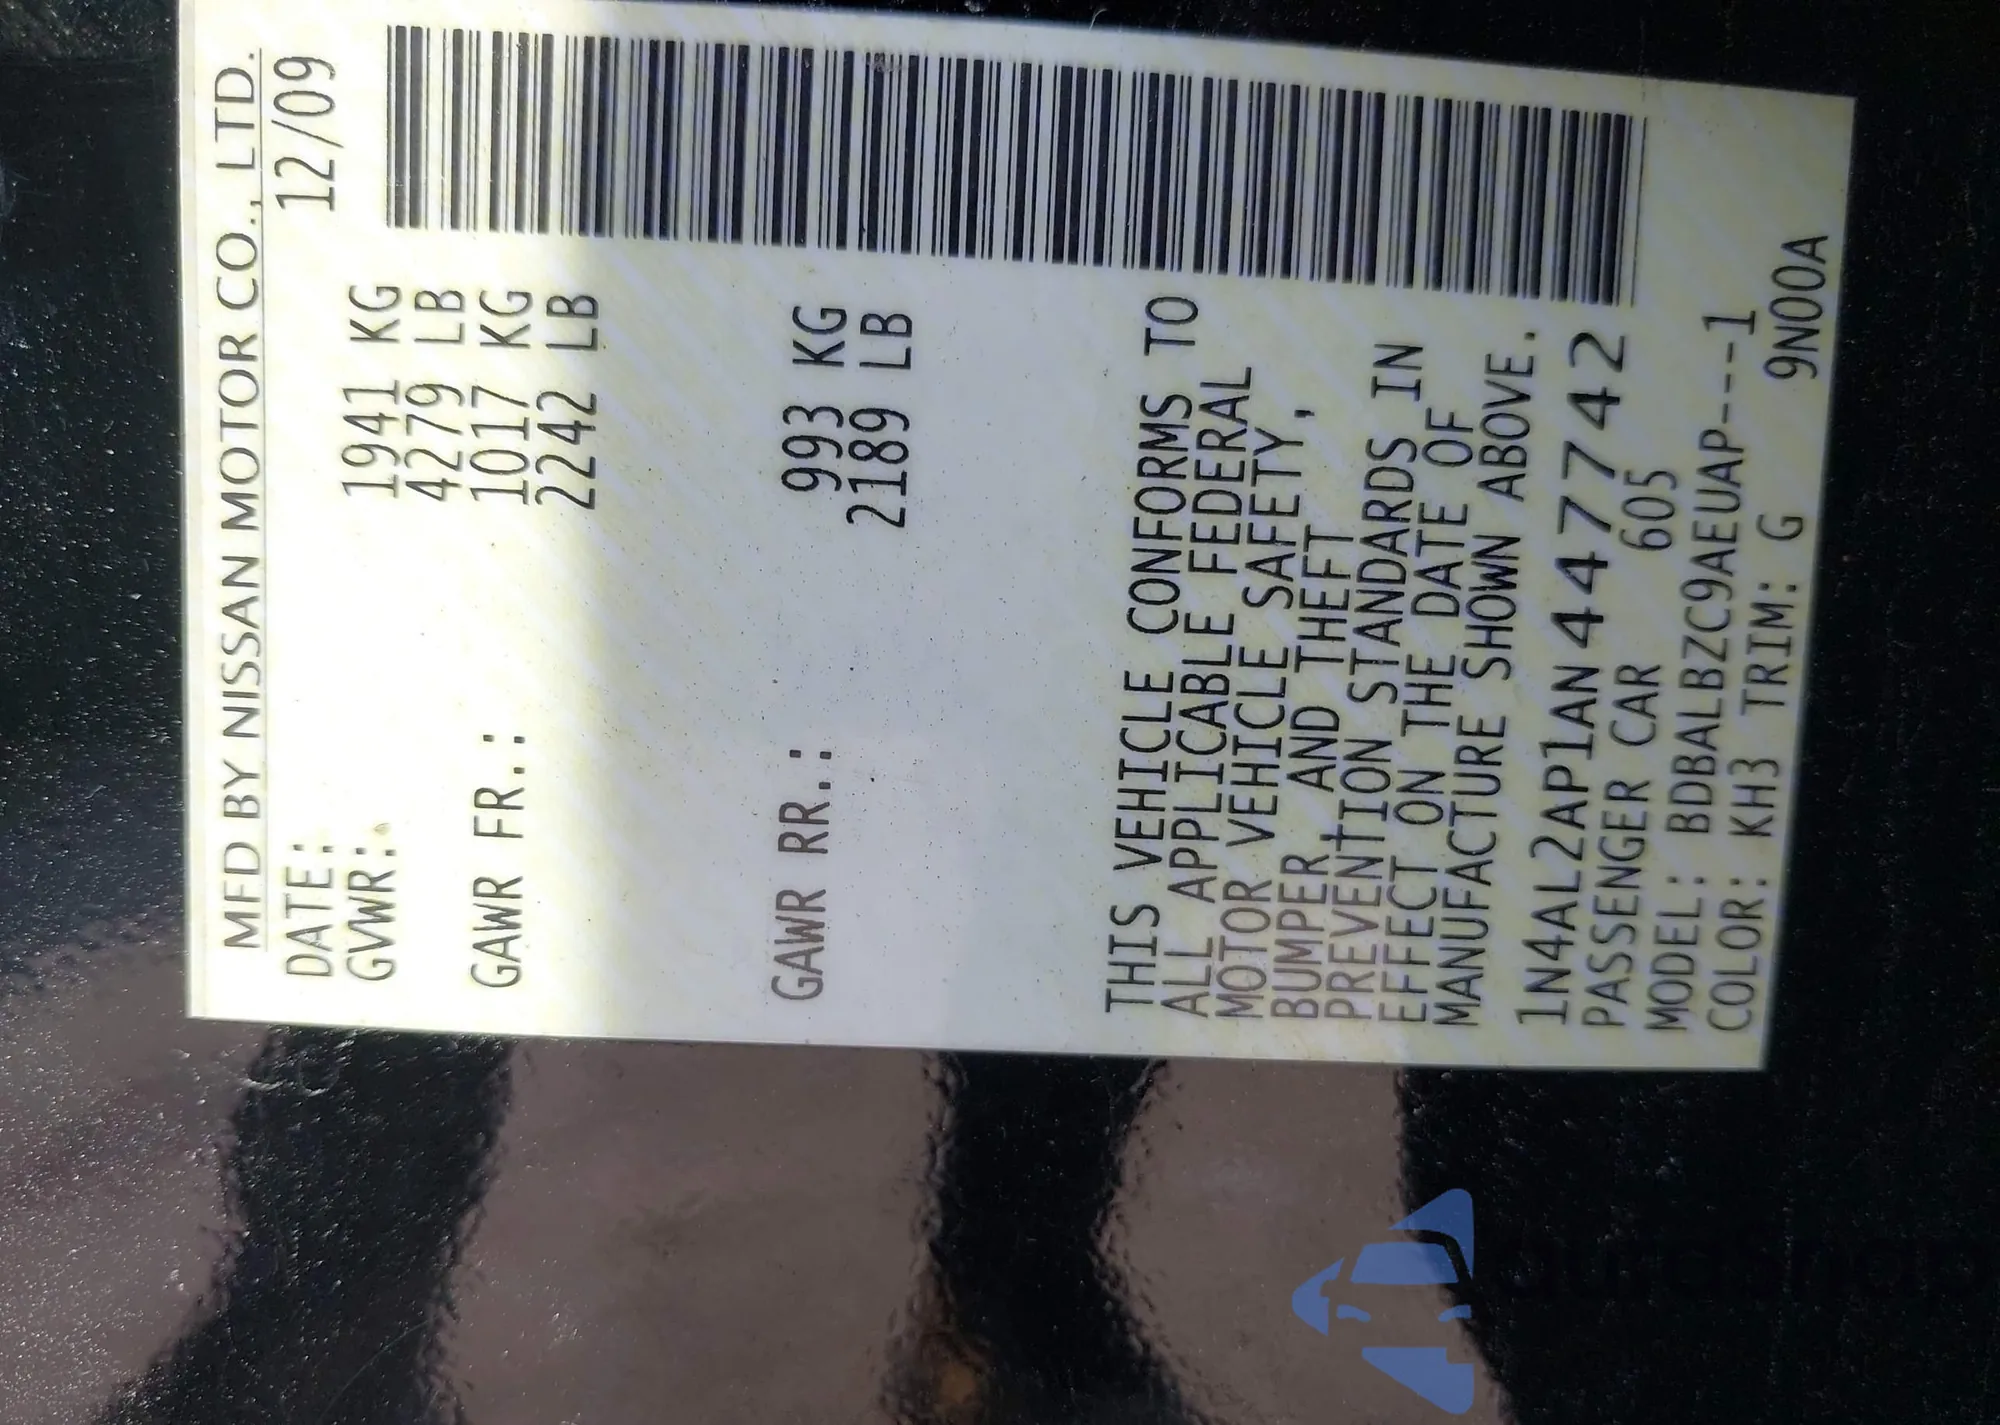 MFD BY NISSAN MOTOR CO., LTD.
DATE: 12/09
GVWR: 1941 KG
4279 LB
GAWR FR.: 1017 KG
2242 LB
GAWR RR.: 993 KG
2189 LB
THIS VEHICLE CONFORMS TO
ALL APPLICABLE FEDERAL
MOTOR VEHICLE SAFETY,
BUMPER AND THEFT
PREVENTION STANDARDS IN
EFFECT ON THE DATE OF
MANUFACTURE SHOWN ABOVE.
1N4AL2AP1AN447742
PASSENGER CAR 605
MODEL: BDBALBZC9AEUAP----1
COLOR: KH3 TRIM: G 9N00A